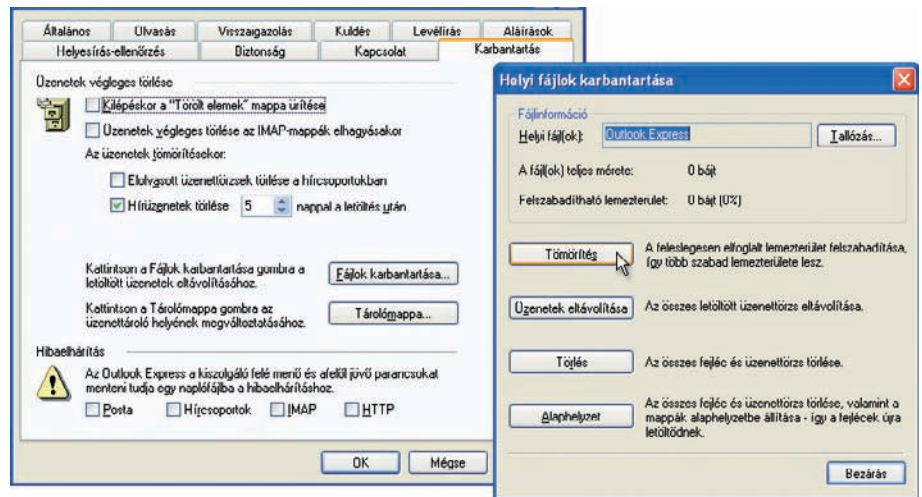 Általános Olvasás Visszaigazolás Küldés Levélírás Aláírások
Helyesírás-ellenőrzés Biztonság Kapcsolat Karbantartás
Üzenetek végleges törlése
Kilépéskor a "Törölt elemek" mappa ürítése
Üzenetek végleges törlése az IMAP-mappák elhagyásakor
Az üzenetek tömörítésekor:
Elolvasott üzenettörzsek törlése a hírcsoportokban
Hírüzenetek törlése 5 nappal a letöltés után
Kattintson a Fájlok karbantartása gombra a
letöltött üzenetek eltávolításához.
Fájlok karbantartása...
Kattintson a Tárolómappa gombra az
üzenettároló helyének megváltoztatásához.
Tárolómappa...
Hibaelhárítás
Az Outlook Express a kiszolgáló felé menő és afelől jövő parancsokat
menteni tudja egy naplófájlba a hibaelhárításhoz.
Posta Hírcsoportok IMAP HTTP
OK Mégse
Helyi fájlok karbantartása
Fájlinformáció
Helyi fájl(ok): Outlook Express Tallózás...
A fájl(ok) teljes mérete: 0 bájt
Felszabadítható lemezterület: 0 bájt (0%)
Tömörítés
A feleslegesen elfoglalt lemezterület felszabadítása,
így több szabad lemezterülete lesz.
Üzenetek eltávolítása Az összes letöltött üzenettörzs eltávolítása.
Törlés Az összes fejléc és üzenettörzs törlése.
Alaphelyzet
Az összes fejléc és üzenettörzs törlése, valamint a
mappák alaphelyzetbe állítása - így a fejlécek újra
letöltődnek.
Bezárás